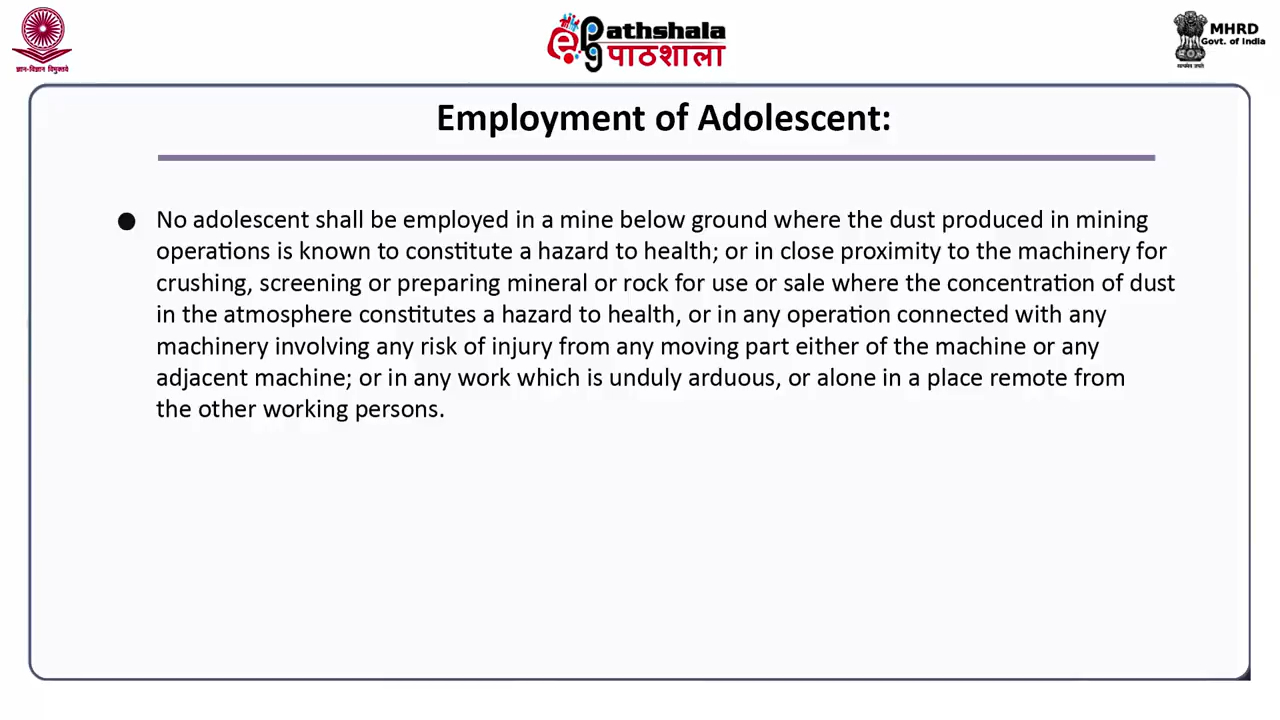 ज्ञान-विज्ञान विमुक्तये
ePG Pathshala
पाठशाला
MHRD
Govt. of India
सत्यमेव जयते
Employment of Adolescent:
● No adolescent shall be employed in a mine below ground where the dust produced in mining
operations is known to constitute a hazard to health; or in close proximity to the machinery for
crushing, screening or preparing mineral or rock for use or sale where the concentration of dust
in the atmosphere constitutes a hazard to health, or in any operation connected with any
machinery involving any risk of injury from any moving part either of the machine or any
adjacent machine; or in any work which is unduly arduous, or alone in a place remote from
the other working persons.